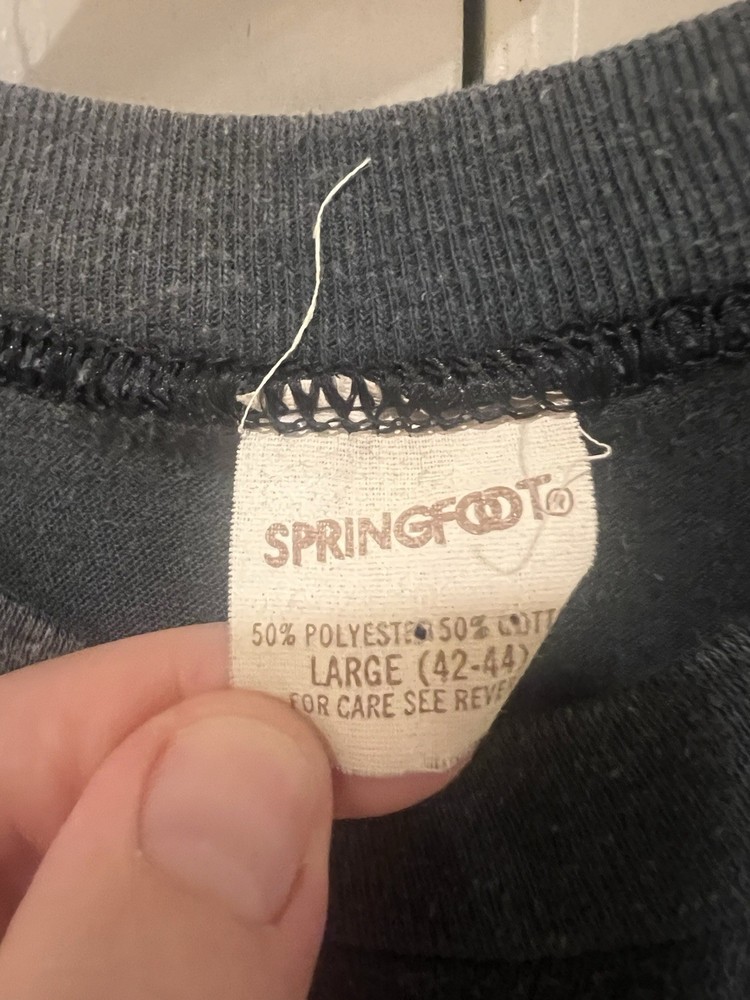 SPRINGFOOT®
50% POLYESTER 50% COTT
LARGE (42-44)
FOR CARE SEE REVE